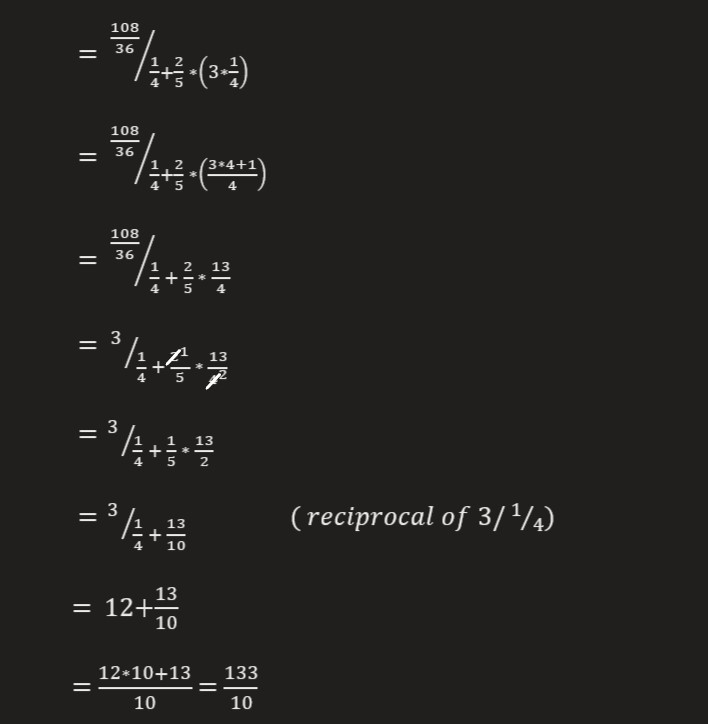 = 108/36 / 1/4+2/5*(3*1/4)
= 108/36 / 1/4+2/5*(3*4+1/4)
= 108/36 / 1/4 + 2/5 * 13/4
= 3 / 1/4 + 2̸¹/5 * 13/4̸²
= 3 / 1/4 + 1/5 * 13/2
= 3 / 1/4 + 13/10 ( reciprocal of 3/ 1/4)
= 12+13/10
= 12*10+13/10 = 133/10